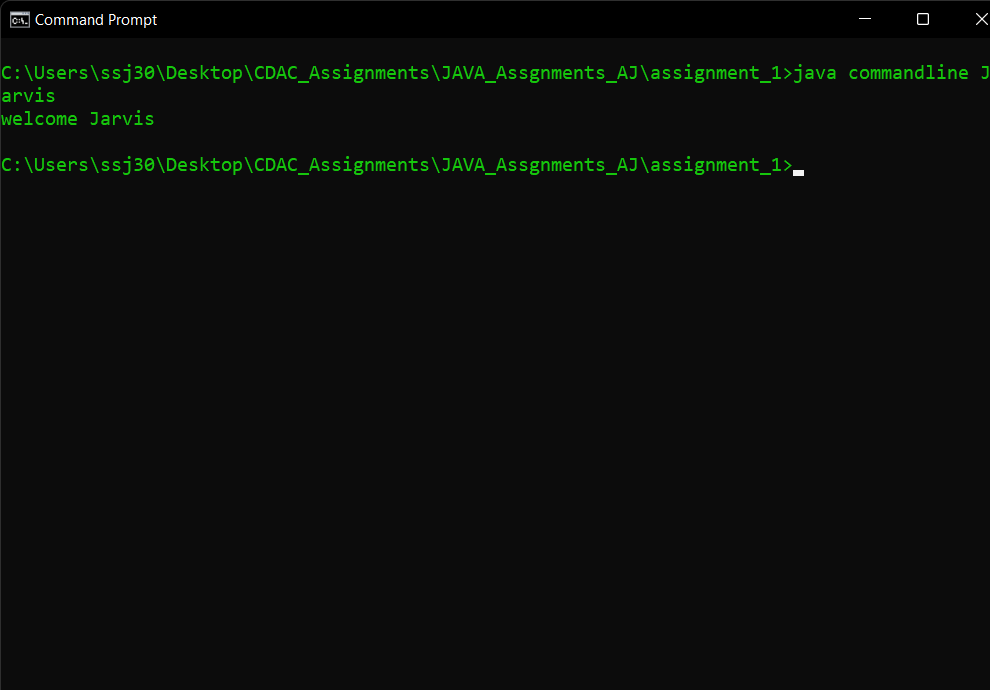 Command Prompt
C:\Users\ssj30\Desktop\CDAC_Assignments\JAVA_Assgnments_AJ\assignment_1>java commandline J
arvis
welcome Jarvis
C:\Users\ssj30\Desktop\CDAC_Assignments\JAVA_Assgnments_AJ\assignment_1>